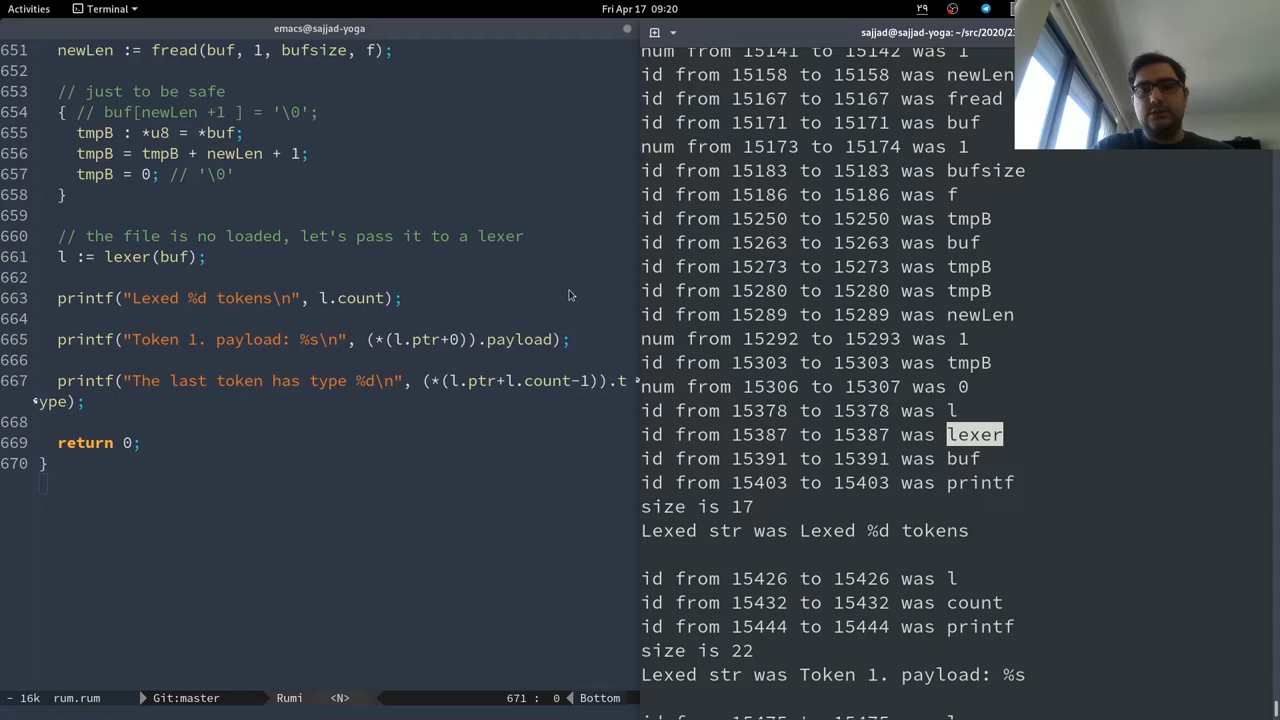 Activities
Terminal
Fri Apr 17 09:20
۲۹
emacs@sajjad-yoga
651 newLen := fread(buf, 1, bufsize, f);
652
653 // just to be safe
654 { // buf[newLen +1 ] = '\0';
655 tmpB : *u8 = *buf;
656 tmpB = tmpB + newLen + 1;
657 tmpB = 0; // '\0'
658 }
659
660 // the file is no loaded, let's pass it to a lexer
661 l := lexer(buf);
662
663 printf("Lexed %d tokens\n", l.count);
664
665 printf("Token 1. payload: %s\n", (*(l.ptr+0)).payload);
666
667 printf("The last token has type %d\n", (*(l.ptr+l.count-1)).t
ype);
668
669 return 0;
670 }
- 16k rum.rum Git:master Rumi <N> 671 : 0 Bottom
sajjad@sajjad-yoga: ~/src/2020/
num from 15141 to 15142 was 1
id from 15158 to 15158 was newLen
id from 15167 to 15167 was fread
id from 15171 to 15171 was buf
num from 15173 to 15174 was 1
id from 15183 to 15183 was bufsize
id from 15186 to 15186 was f
id from 15250 to 15250 was tmpB
id from 15263 to 15263 was buf
id from 15273 to 15273 was tmpB
id from 15280 to 15280 was tmpB
id from 15289 to 15289 was newLen
num from 15292 to 15293 was 1
id from 15303 to 15303 was tmpB
num from 15306 to 15307 was 0
id from 15378 to 15378 was l
id from 15387 to 15387 was lexer
id from 15391 to 15391 was buf
id from 15403 to 15403 was printf
size is 17
Lexed str was Lexed %d tokens
id from 15426 to 15426 was l
id from 15432 to 15432 was count
id from 15444 to 15444 was printf
size is 22
Lexed str was Token 1. payload: %s